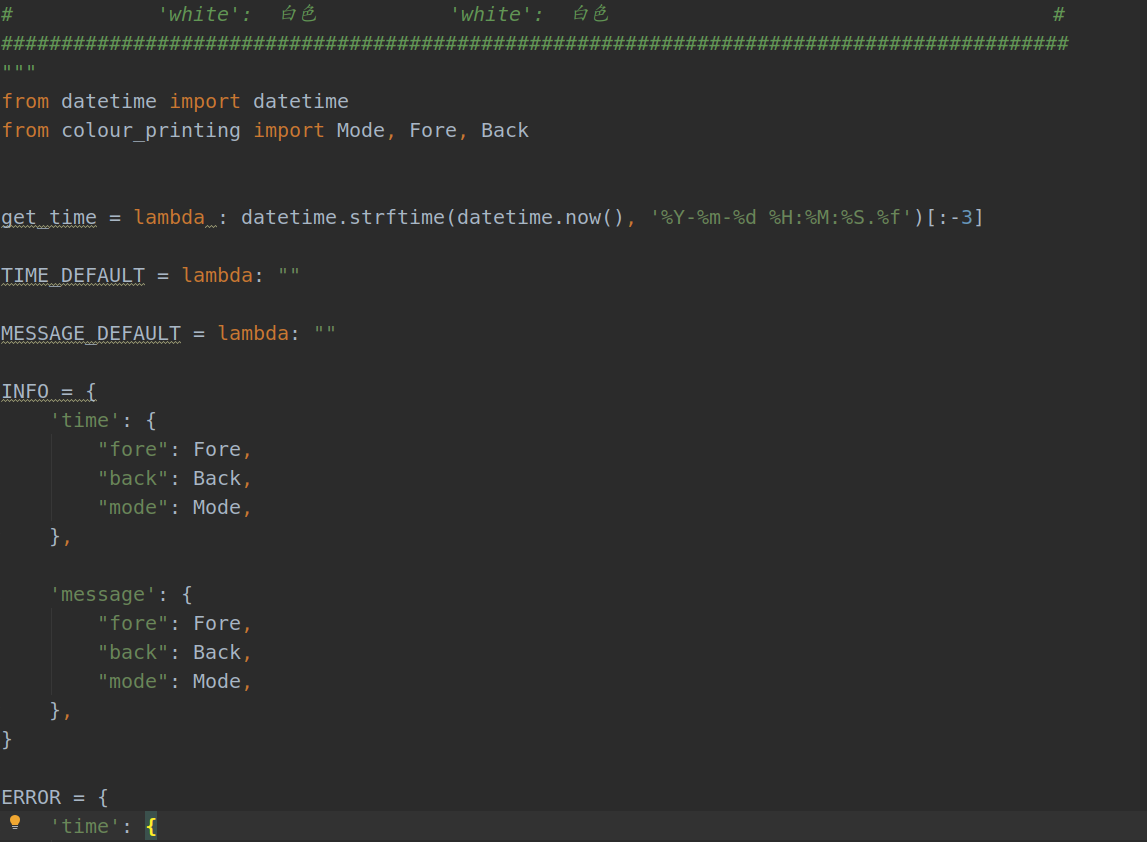 #            'white':  白色           'white':  白色                                     #
#########################################################################################
"""
from datetime import datetime
from colour_printing import Mode, Fore, Back
get_time = lambda : datetime.strftime(datetime.now(), '%Y-%m-%d %H:%M:%S.%f')[:-3]
TIME_DEFAULT = lambda: ""
MESSAGE_DEFAULT = lambda: ""
INFO = {
    'time': {
        "fore": Fore,
        "back": Back,
        "mode": Mode,
    },
    'message': {
        "fore": Fore,
        "back": Back,
        "mode": Mode,
    },
}
ERROR = {
    'time': {